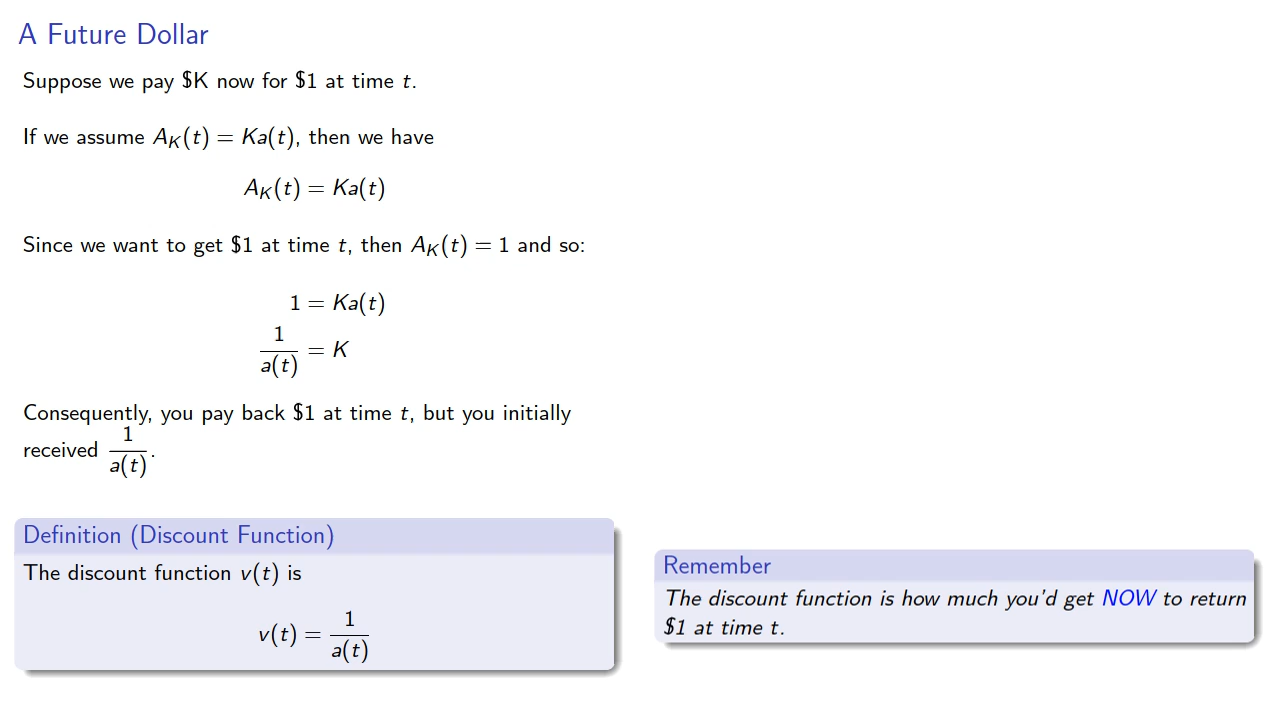 A Future Dollar
Suppose we pay $K now for $1 at time t.
If we assume A_K(t) = Ka(t), then we have
A_K(t) = Ka(t)
Since we want to get $1 at time t, then A_K(t) = 1 and so:
1 = Ka(t)
1/a(t) = K
Consequently, you pay back $1 at time t, but you initially
received 1/a(t).
Definition (Discount Function)
The discount function v(t) is
v(t) = 1/a(t)
Remember
The discount function is how much you'd get NOW to return
$1 at time t.